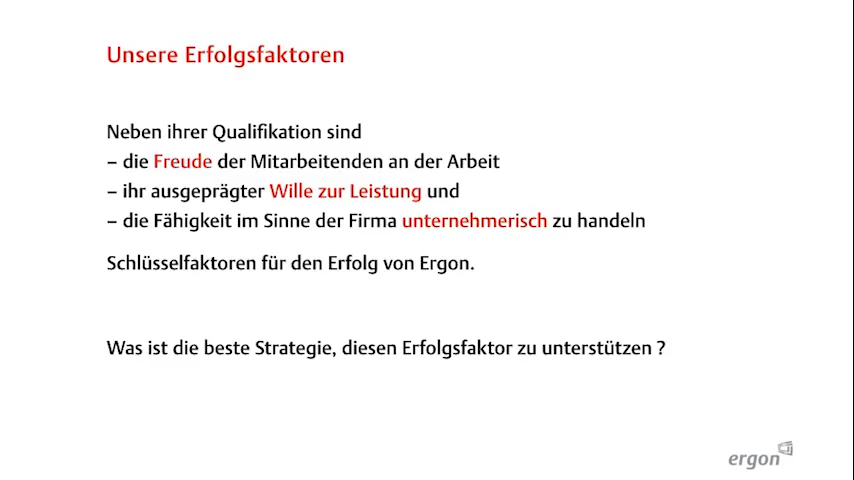 Unsere Erfolgsfaktoren
Neben ihrer Qualifikation sind
– die Freude der Mitarbeitenden an der Arbeit
– ihr ausgeprägter Wille zur Leistung und
– die Fähigkeit im Sinne der Firma unternehmerisch zu handeln
Schlüsselfaktoren für den Erfolg von Ergon.
Was ist die beste Strategie, diesen Erfolgsfaktor zu unterstützen ?
ergon